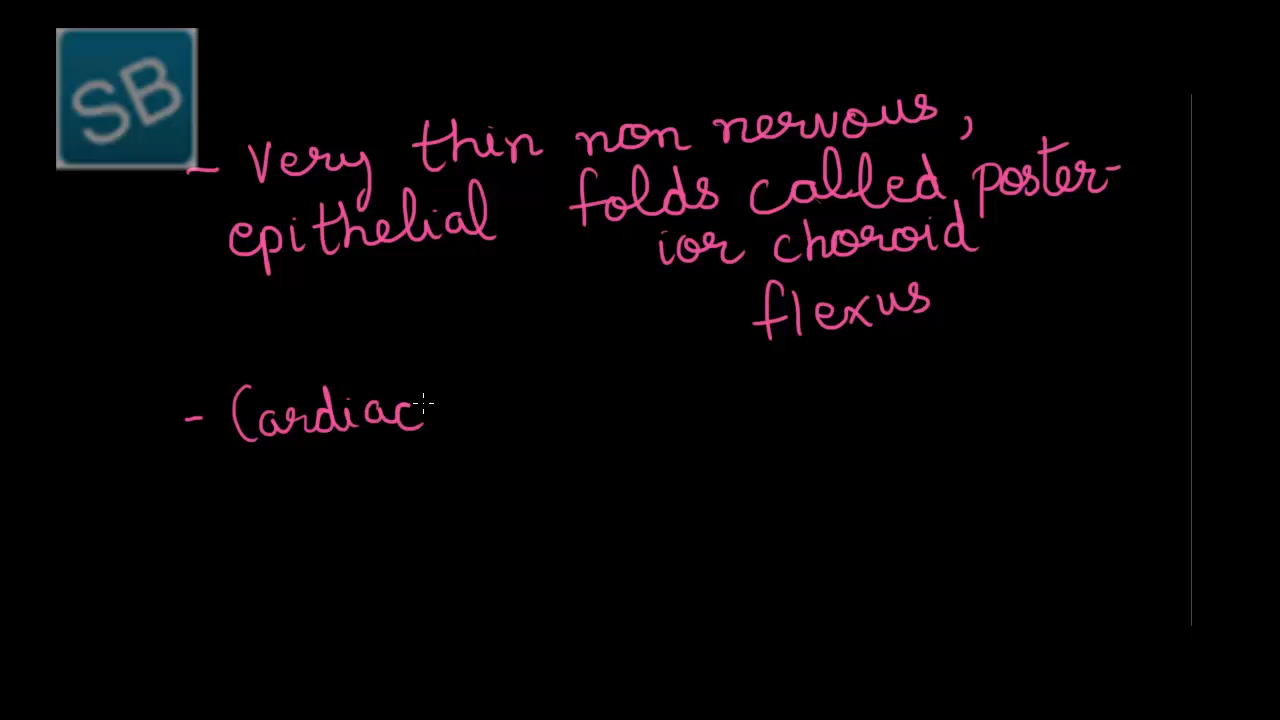 SB
- Very thin non nervous,
epithelial folds called poster-
ior choroid
flexus
- Cardiac